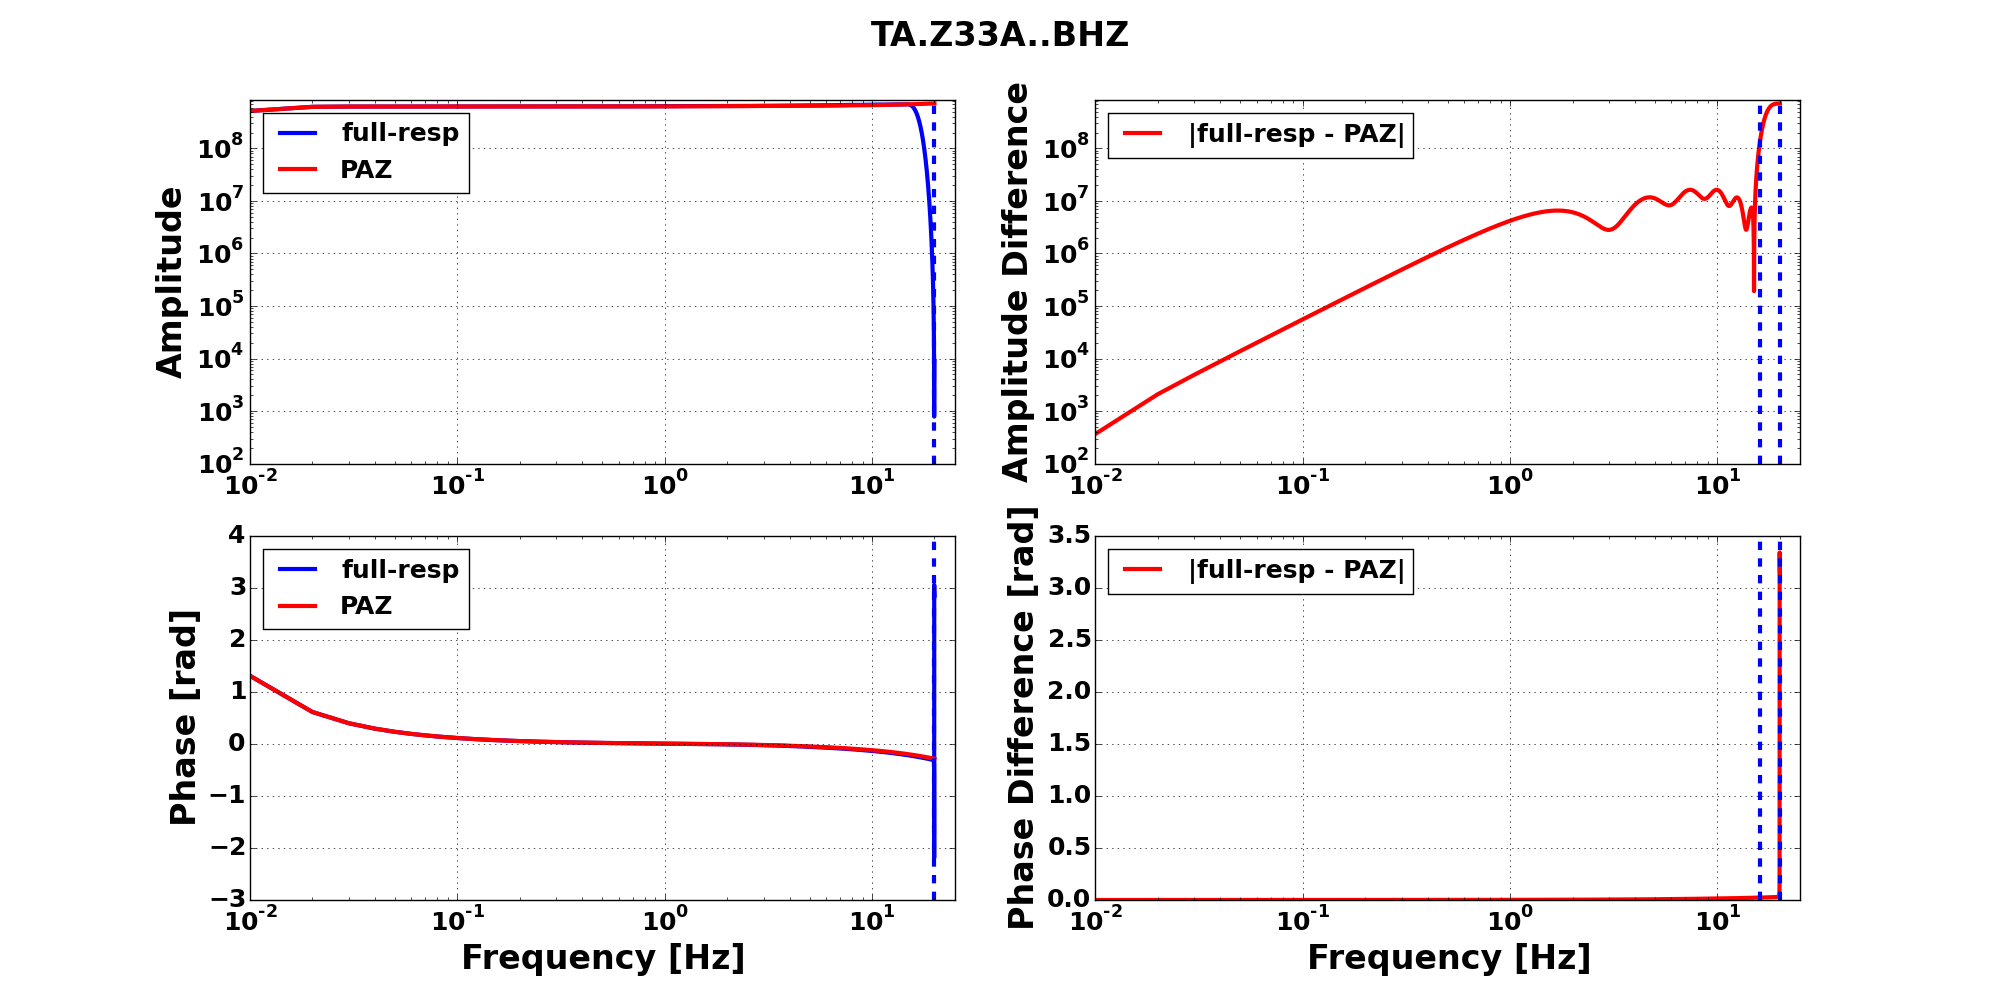 TA.Z33A..BHZ
Amplitude
10^8
10^7
10^6
10^5
10^4
10^3
10^2
full-resp
PAZ
10^-2 10^-1 10^0 10^1
Amplitude Difference
10^8
10^7
10^6
10^5
10^4
10^3
10^2
|full-resp - PAZ|
10^-2 10^-1 10^0 10^1
Phase [rad]
4
3
2
1
0
−1
−2
−3
full-resp
PAZ
10^-2 10^-1 10^0 10^1
Frequency [Hz]
Phase Difference [rad]
3.5
3.0
2.5
2.0
1.5
1.0
0.5
0.0
|full-resp - PAZ|
10^-2 10^-1 10^0 10^1
Frequency [Hz]